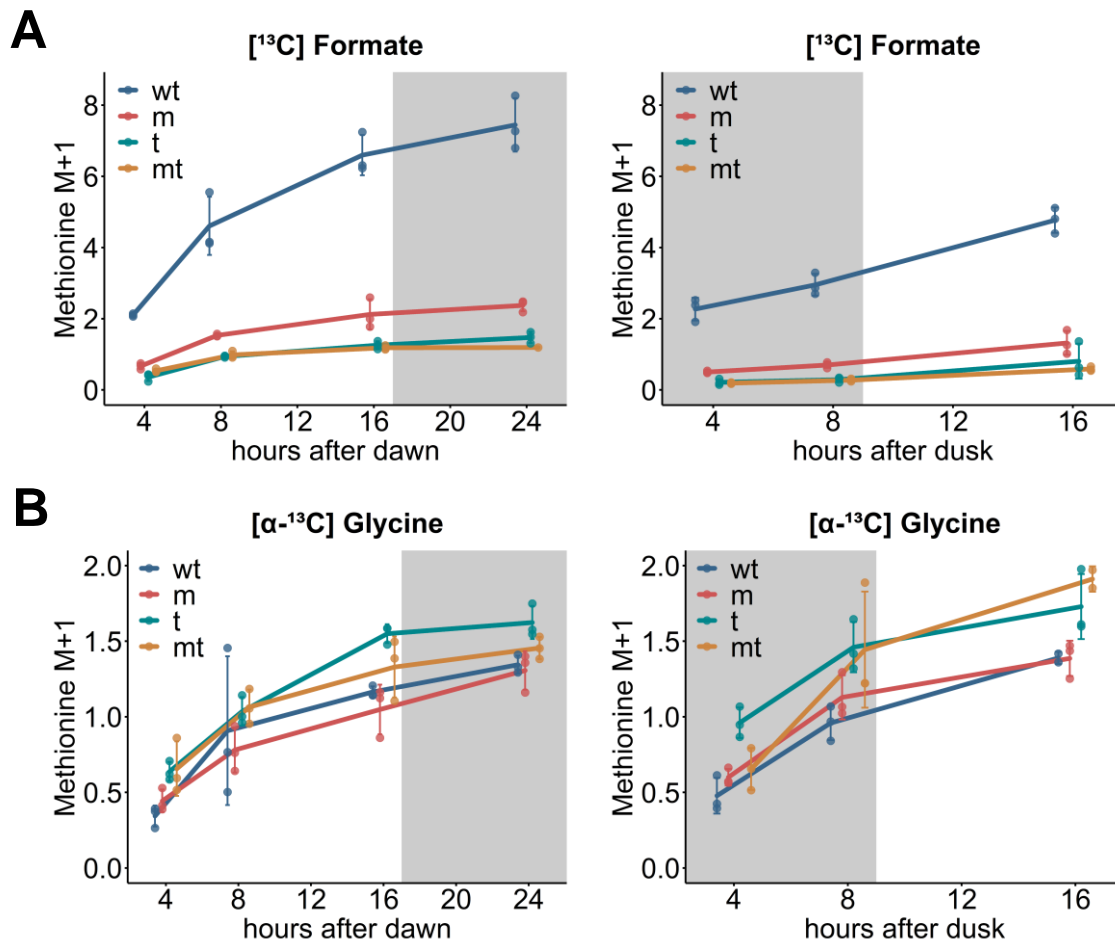 A
[¹³C] Formate
Methionine M+1
8
6
4
2
0
wt
m
t
mt
4 8 12 16 20 24
hours after dawn
[¹³C] Formate
Methionine M+1
8
6
4
2
0
wt
m
t
mt
4 8 12 16
hours after dusk
B
[α-¹³C] Glycine
Methionine M+1
2.0
1.5
1.0
0.5
0.0
wt
m
t
mt
4 8 12 16 20 24
hours after dawn
[α-¹³C] Glycine
Methionine M+1
2.0
1.5
1.0
0.5
0.0
wt
m
t
mt
4 8 12 16
hours after dusk